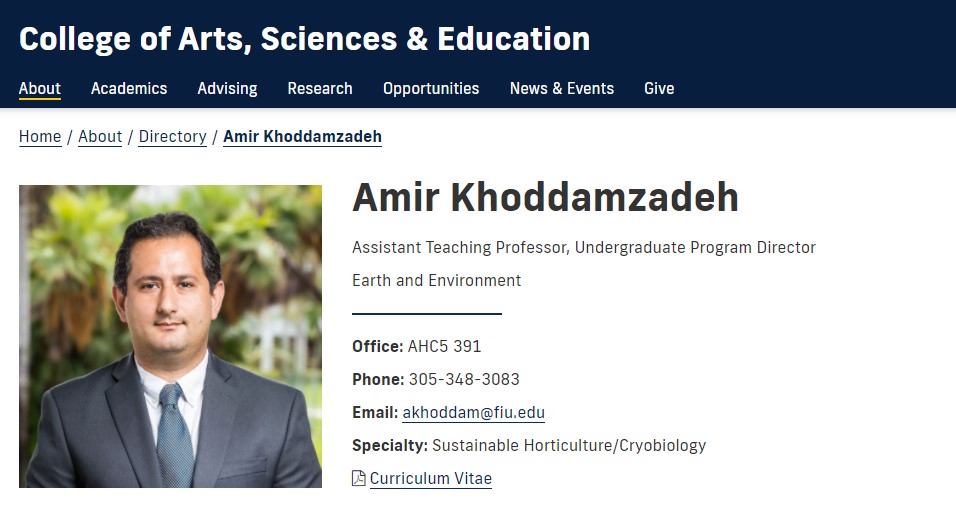 College of Arts, Sciences & Education
About Academics Advising Research Opportunities News & Events Give
Home / About / Directory / Amir Khoddamzadeh
Amir Khoddamzadeh
Assistant Teaching Professor, Undergraduate Program Director
Earth and Environment
Office: AHC5 391
Phone: 305-348-3083
Email: akhoddam@fiu.edu
Specialty: Sustainable Horticulture/Cryobiology
Curriculum Vitae